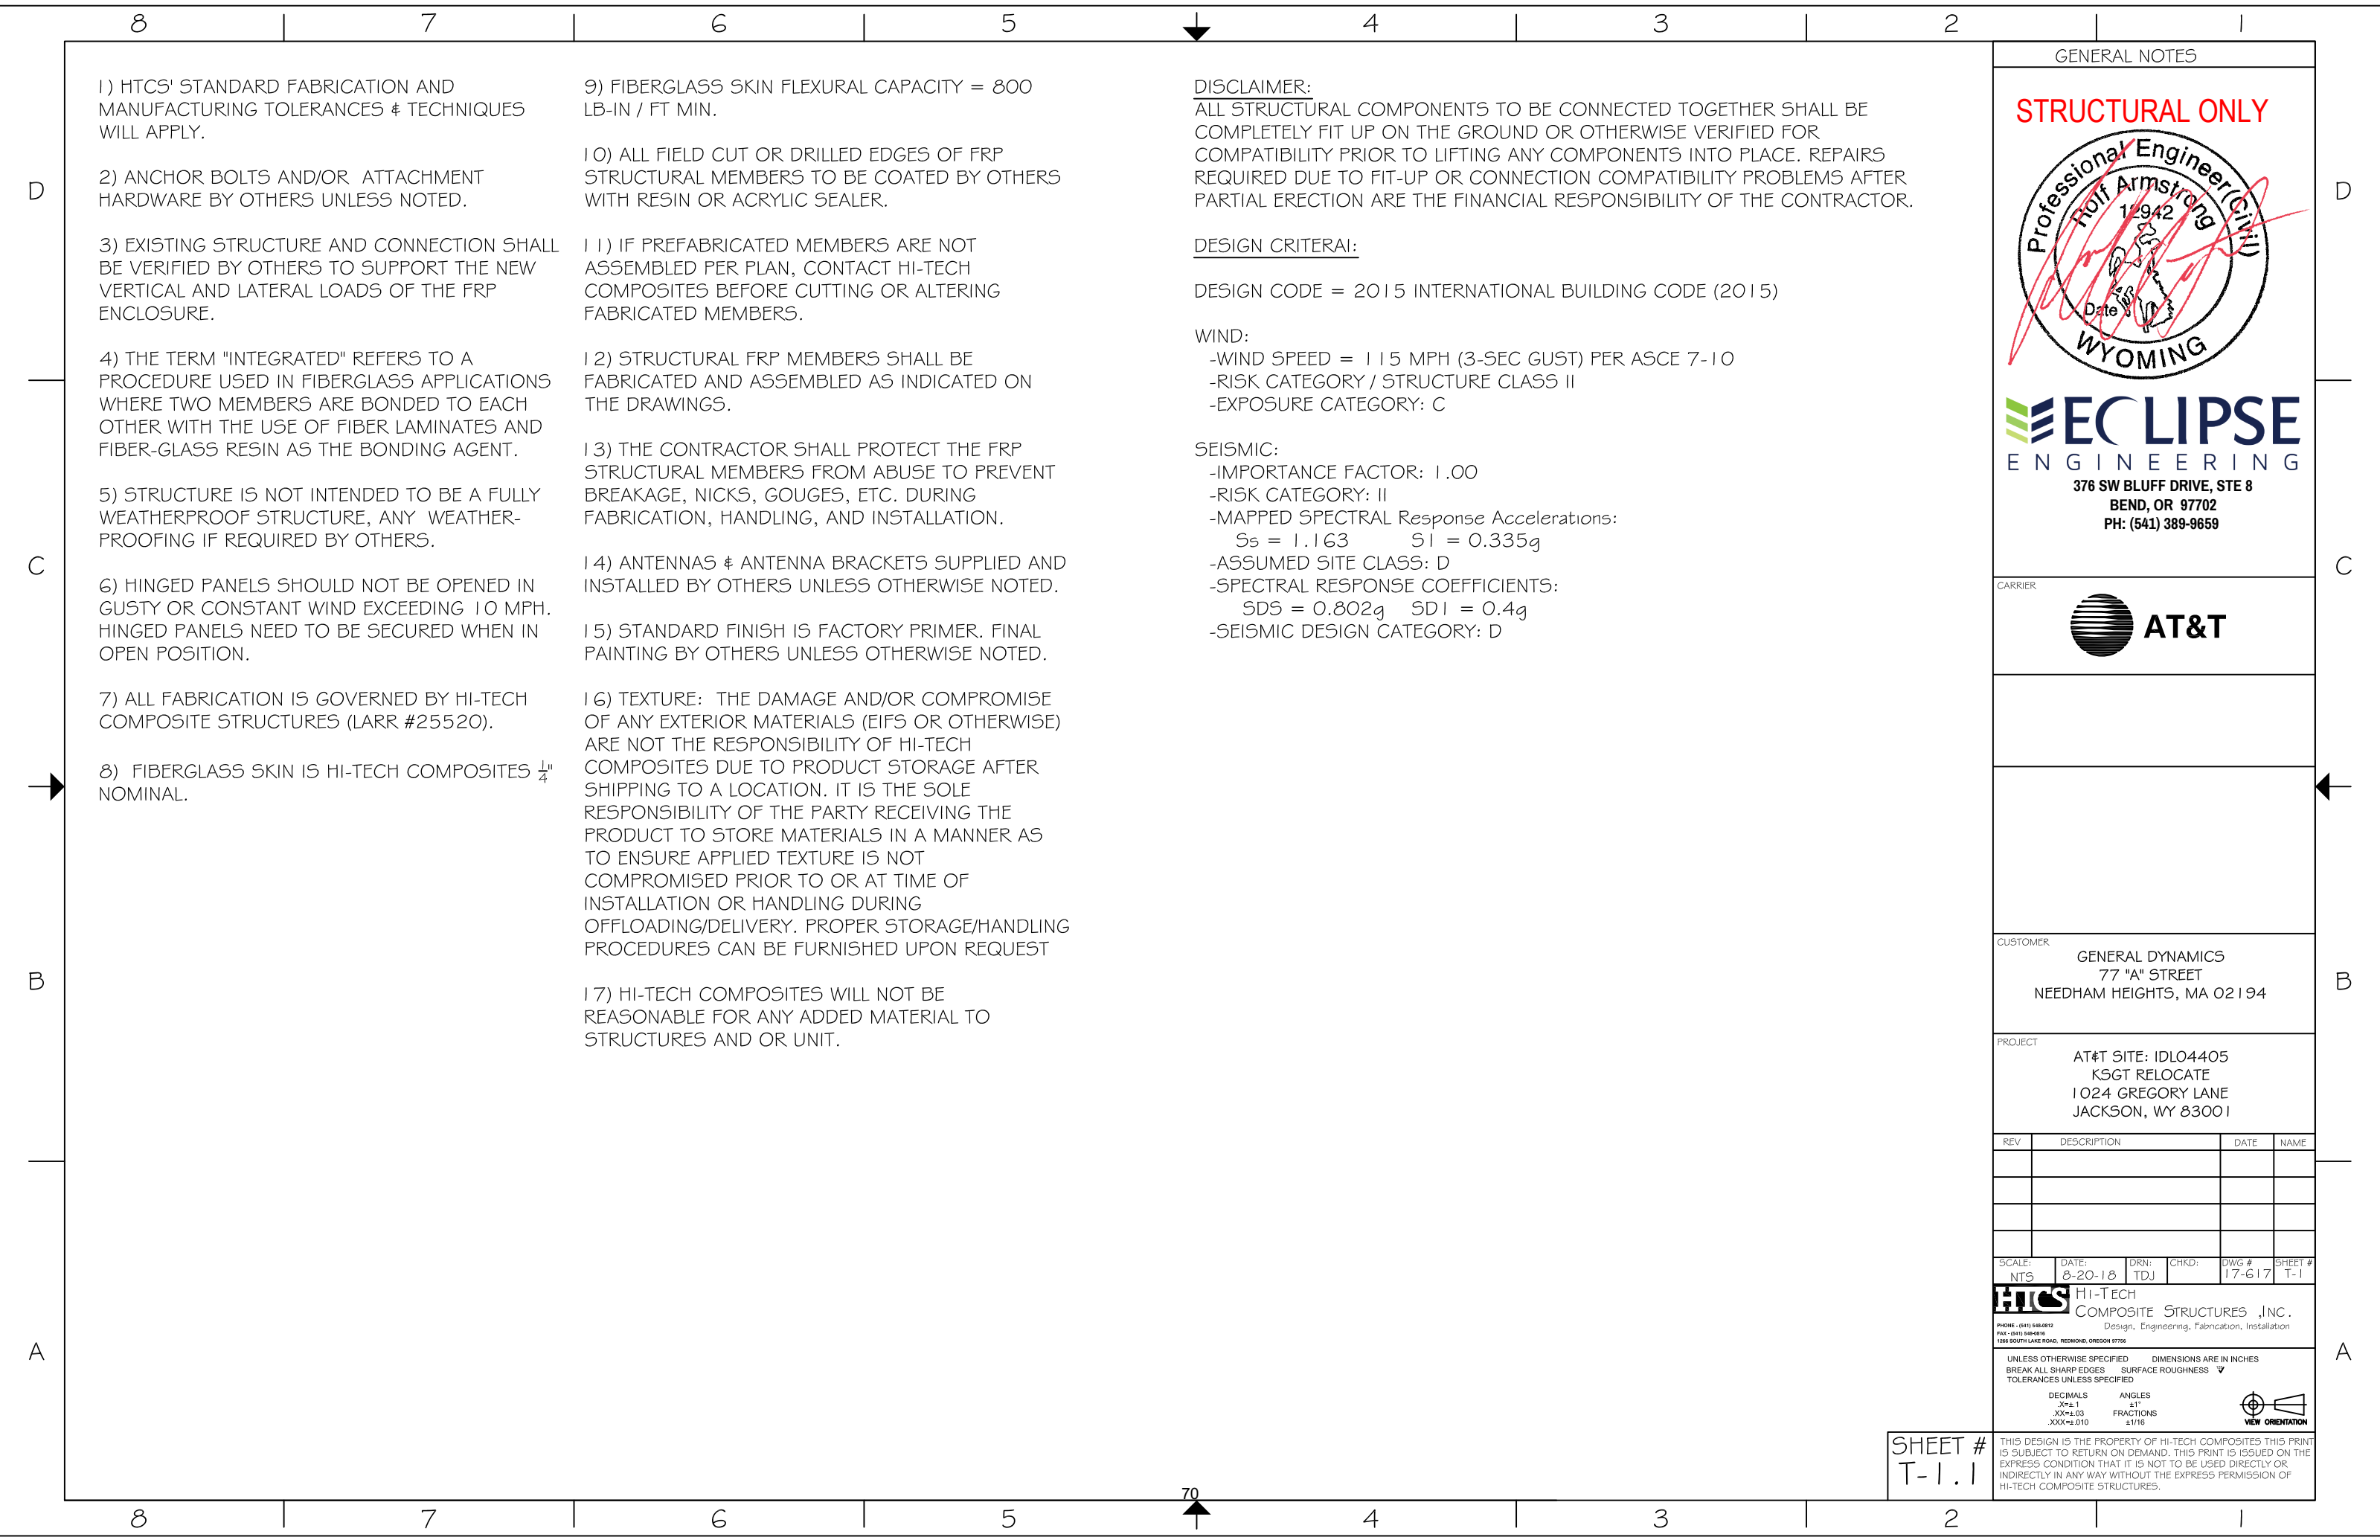 8 7 6 5 4 3 2 1
D
C
B
A
1) HTCS' STANDARD FABRICATION AND
MANUFACTURING TOLERANCES & TECHNIQUES
WILL APPLY.
2) ANCHOR BOLTS AND/OR ATTACHMENT
HARDWARE BY OTHERS UNLESS NOTED.
3) EXISTING STRUCTURE AND CONNECTION SHALL
BE VERIFIED BY OTHERS TO SUPPORT THE NEW
VERTICAL AND LATERAL LOADS OF THE FRP
ENCLOSURE.
4) THE TERM "INTEGRATED" REFERS TO A
PROCEDURE USED IN FIBERGLASS APPLICATIONS
WHERE TWO MEMBERS ARE BONDED TO EACH
OTHER WITH THE USE OF FIBER LAMINATES AND
FIBER-GLASS RESIN AS THE BONDING AGENT.
5) STRUCTURE IS NOT INTENDED TO BE A FULLY
WEATHERPROOF STRUCTURE, ANY WEATHER-
PROOFING IF REQUIRED BY OTHERS.
6) HINGED PANELS SHOULD NOT BE OPENED IN
GUSTY OR CONSTANT WIND EXCEEDING 10 MPH.
HINGED PANELS NEED TO BE SECURED WHEN IN
OPEN POSITION.
7) ALL FABRICATION IS GOVERNED BY HI-TECH
COMPOSITE STRUCTURES (LARR #25520).
8) FIBERGLASS SKIN IS HI-TECH COMPOSITES 1/4"
NOMINAL.
9) FIBERGLASS SKIN FLEXURAL CAPACITY = 800
LB-IN / FT MIN.
10) ALL FIELD CUT OR DRILLED EDGES OF FRP
STRUCTURAL MEMBERS TO BE COATED BY OTHERS
WITH RESIN OR ACRYLIC SEALER.
11) IF PREFABRICATED MEMBERS ARE NOT
ASSEMBLED PER PLAN, CONTACT HI-TECH
COMPOSITES BEFORE CUTTING OR ALTERING
FABRICATED MEMBERS.
12) STRUCTURAL FRP MEMBERS SHALL BE
FABRICATED AND ASSEMBLED AS INDICATED ON
THE DRAWINGS.
13) THE CONTRACTOR SHALL PROTECT THE FRP
STRUCTURAL MEMBERS FROM ABUSE TO PREVENT
BREAKAGE, NICKS, GOUGES, ETC. DURING
FABRICATION, HANDLING, AND INSTALLATION.
14) ANTENNAS & ANTENNA BRACKETS SUPPLIED AND
INSTALLED BY OTHERS UNLESS OTHERWISE NOTED.
15) STANDARD FINISH IS FACTORY PRIMER. FINAL
PAINTING BY OTHERS UNLESS OTHERWISE NOTED.
16) TEXTURE: THE DAMAGE AND/OR COMPROMISE
OF ANY EXTERIOR MATERIALS (EIFS OR OTHERWISE)
ARE NOT THE RESPONSIBILITY OF HI-TECH
COMPOSITES DUE TO PRODUCT STORAGE AFTER
SHIPPING TO A LOCATION. IT IS THE SOLE
RESPONSIBILITY OF THE PARTY RECEIVING THE
PRODUCT TO STORE MATERIALS IN A MANNER AS
TO ENSURE APPLIED TEXTURE IS NOT
COMPROMISED PRIOR TO OR AT TIME OF
INSTALLATION OR HANDLING DURING
OFFLOADING/DELIVERY. PROPER STORAGE/HANDLING
PROCEDURES CAN BE FURNISHED UPON REQUEST
17) HI-TECH COMPOSITES WILL NOT BE
REASONABLE FOR ANY ADDED MATERIAL TO
STRUCTURES AND OR UNIT.
DISCLAIMER:
ALL STRUCTURAL COMPONENTS TO BE CONNECTED TOGETHER SHALL BE
COMPLETELY FIT UP ON THE GROUND OR OTHERWISE VERIFIED FOR
COMPATIBILITY PRIOR TO LIFTING ANY COMPONENTS INTO PLACE. REPAIRS
REQUIRED DUE TO FIT-UP OR CONNECTION COMPATIBILITY PROBLEMS AFTER
PARTIAL ERECTION ARE THE FINANCIAL RESPONSIBILITY OF THE CONTRACTOR.
DESIGN CRITERAI:
DESIGN CODE = 2015 INTERNATIONAL BUILDING CODE (2015)
WIND:
-WIND SPEED = 115 MPH (3-SEC GUST) PER ASCE 7-10
-RISK CATEGORY / STRUCTURE CLASS II
-EXPOSURE CATEGORY: C
SEISMIC:
-IMPORTANCE FACTOR: 1.00
-RISK CATEGORY: II
-MAPPED SPECTRAL Response Accelerations:
Ss = 1.163 S1 = 0.335g
-ASSUMED SITE CLASS: D
-SPECTRAL RESPONSE COEFFICIENTS:
SDS = 0.802g SD1 = 0.4g
-SEISMIC DESIGN CATEGORY: D
GENERAL NOTES
STRUCTURAL ONLY
Professional Engineer(Civil)
Rolf Armstrong
12942
Date
WYOMING
ECLIPSE
ENGINEERING
376 SW BLUFF DRIVE, STE 8
BEND, OR 97702
PH: (541) 389-9659
CARRIER
AT&T
CUSTOMER
GENERAL DYNAMICS
77 "A" STREET
NEEDHAM HEIGHTS, MA 02194
PROJECT
AT&T SITE: IDL04405
KSGT RELOCATE
1024 GREGORY LANE
JACKSON, WY 83001
REV DESCRIPTION DATE NAME
SCALE: DATE: DRN: CHKD: DWG # SHEET #
NTS 8-20-18 TDJ 17-617 T-1
HTCS HI-TECH
COMPOSITE STRUCTURES ,INC.
Design, Engineering, Fabrication, Installation
PHONE - (541) 548-0812
FAX - (541) 548-0816
1266 SOUTH LAKE ROAD, REDMOND, OREGON 97756
UNLESS OTHERWISE SPECIFIED DIMENSIONS ARE IN INCHES
BREAK ALL SHARP EDGES SURFACE ROUGHNESS
TOLERANCES UNLESS SPECIFIED
DECIMALS ANGLES
.X=±.1 ±1°
.XX=±.03 FRACTIONS
.XXX=±.010 ±1/16
VIEW ORIENTATION
THIS DESIGN IS THE PROPERTY OF HI-TECH COMPOSITES THIS PRINT
IS SUBJECT TO RETURN ON DEMAND. THIS PRINT IS ISSUED ON THE
EXPRESS CONDITION THAT IT IS NOT TO BE USED DIRECTLY OR
INDIRECTLY IN ANY WAY WITHOUT THE EXPRESS PERMISSION OF
HI-TECH COMPOSITE STRUCTURES.
SHEET #
T-1.1
D
C
B
A
70
8 7 6 5 4 3 2 1